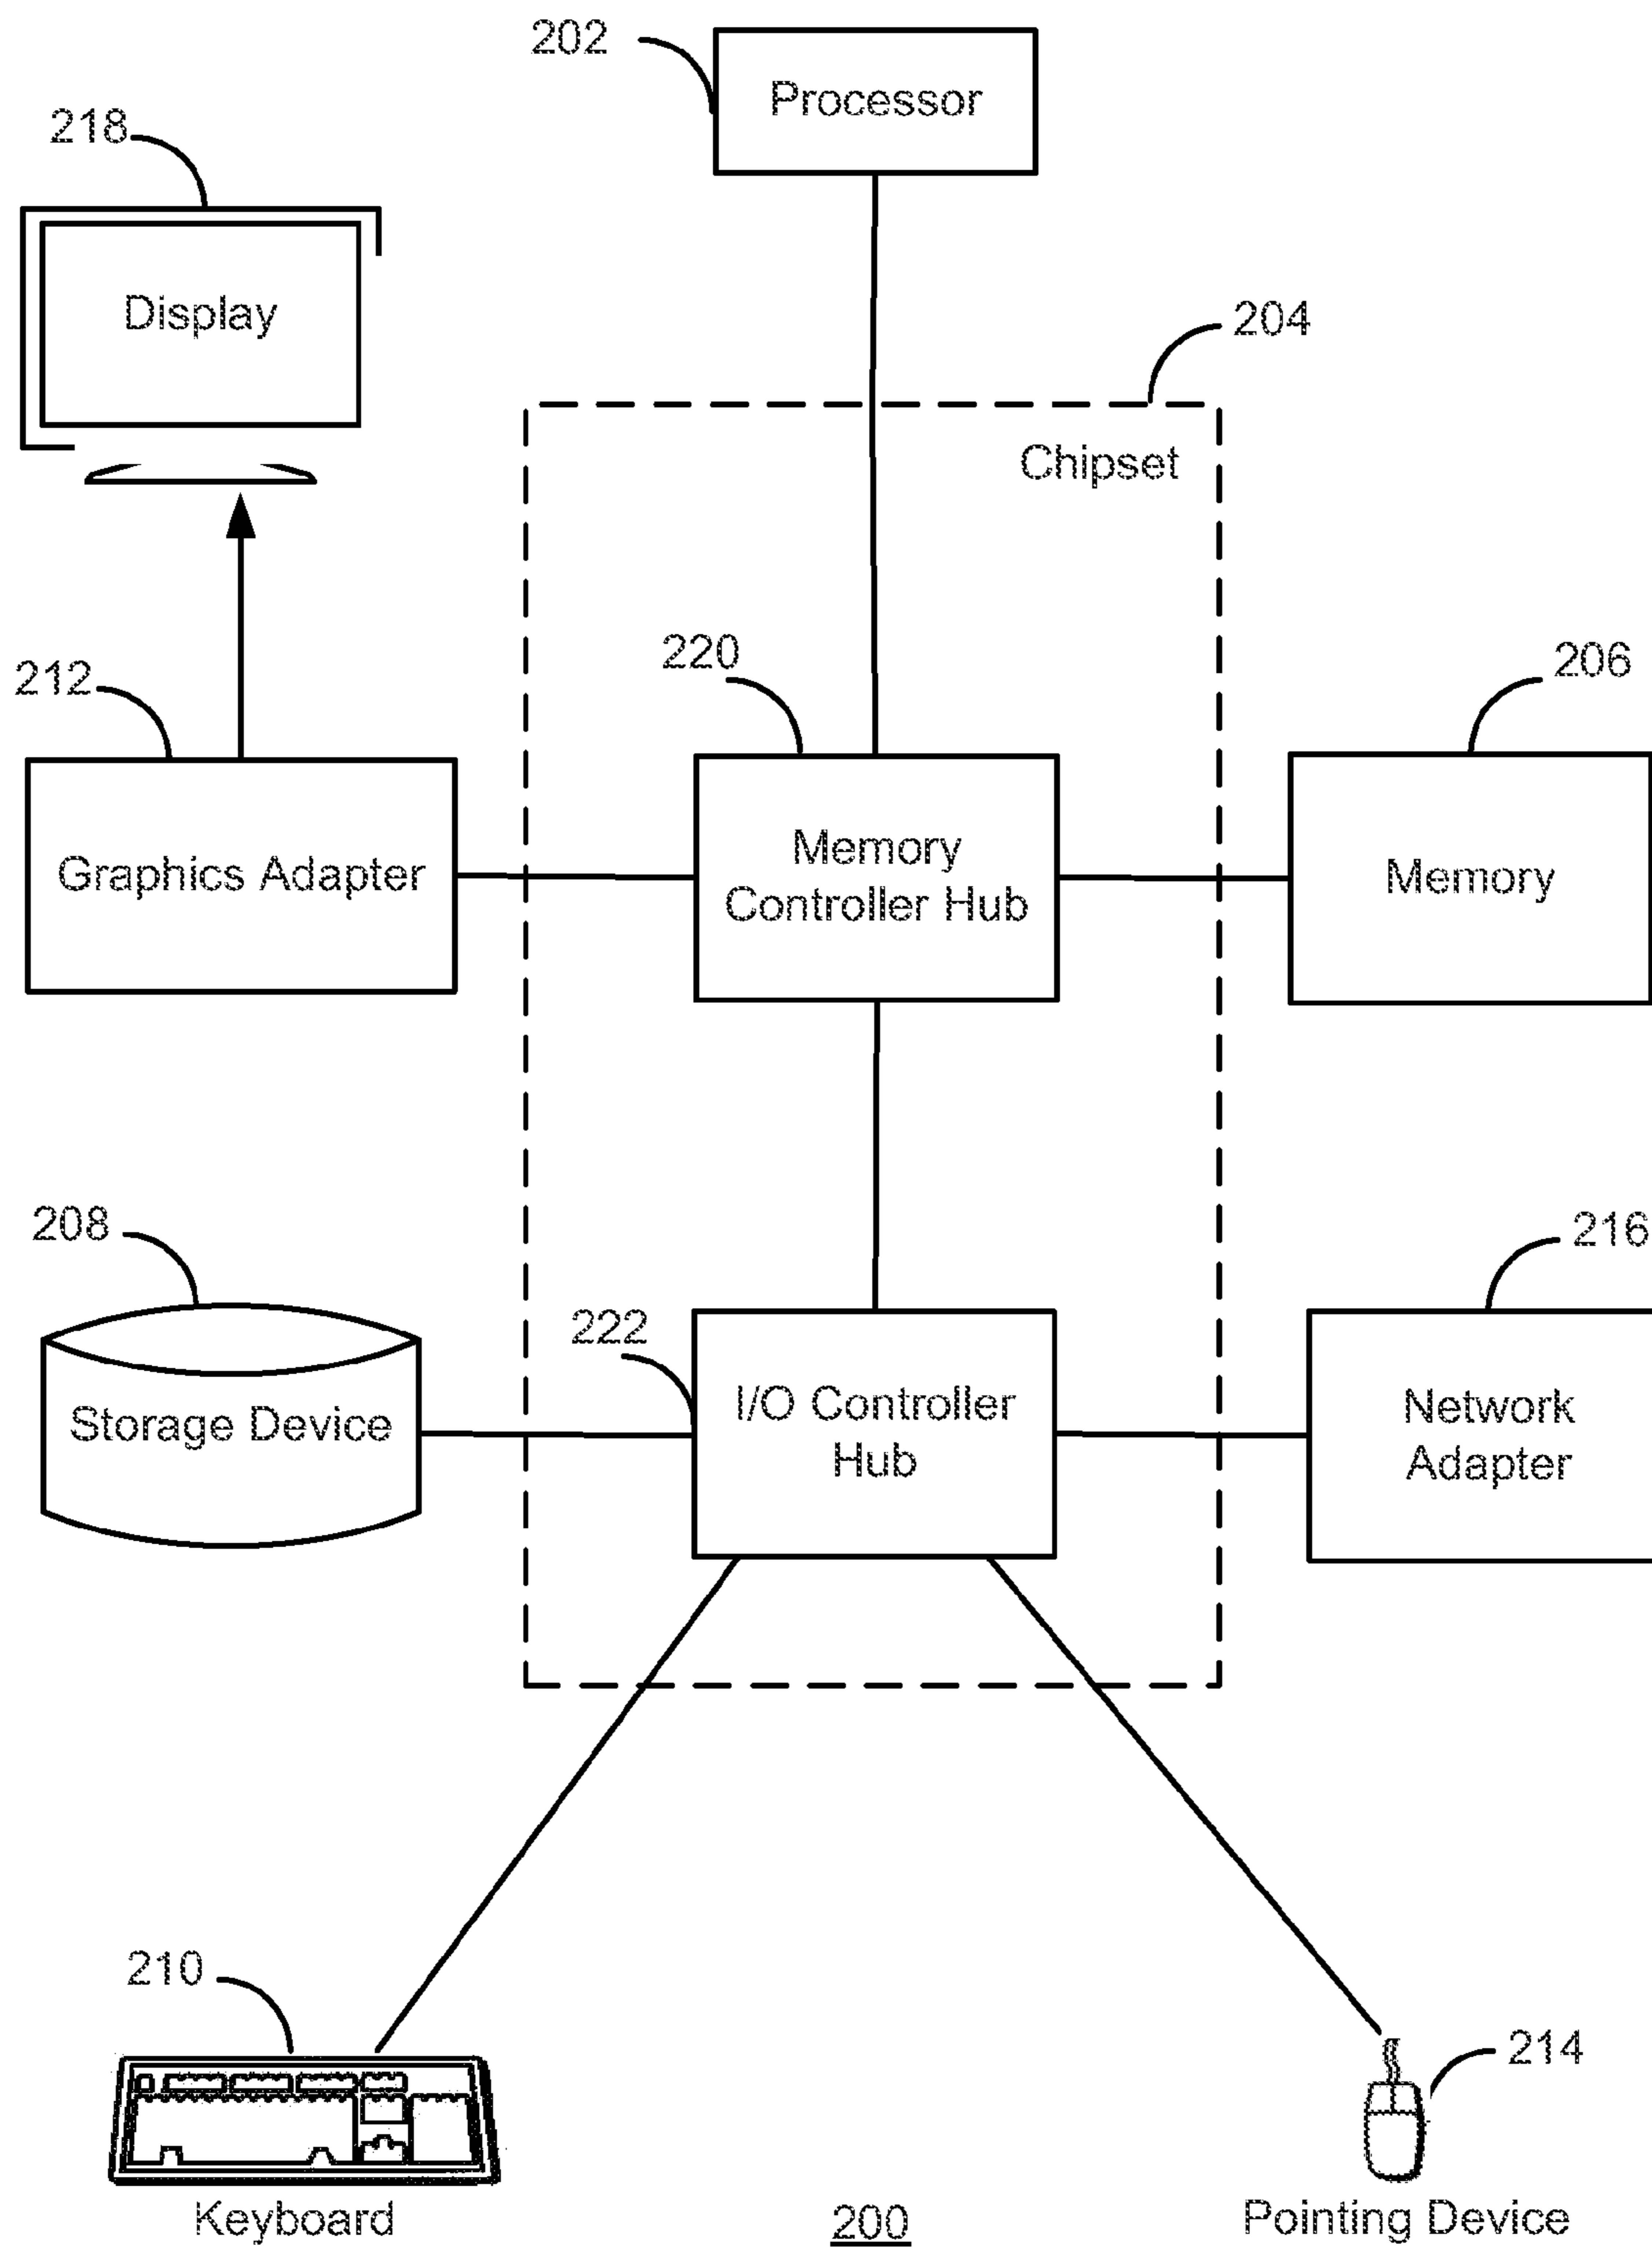 202
Processor
218
Display
204
Chipset
220
206
212
Memory
Controller Hub
Graphics Adapter
Memory
208
216
222
I/O Controller
Hub
Storage Device
Network
Adapter
210
214
Keyboard
200
Pointing Device